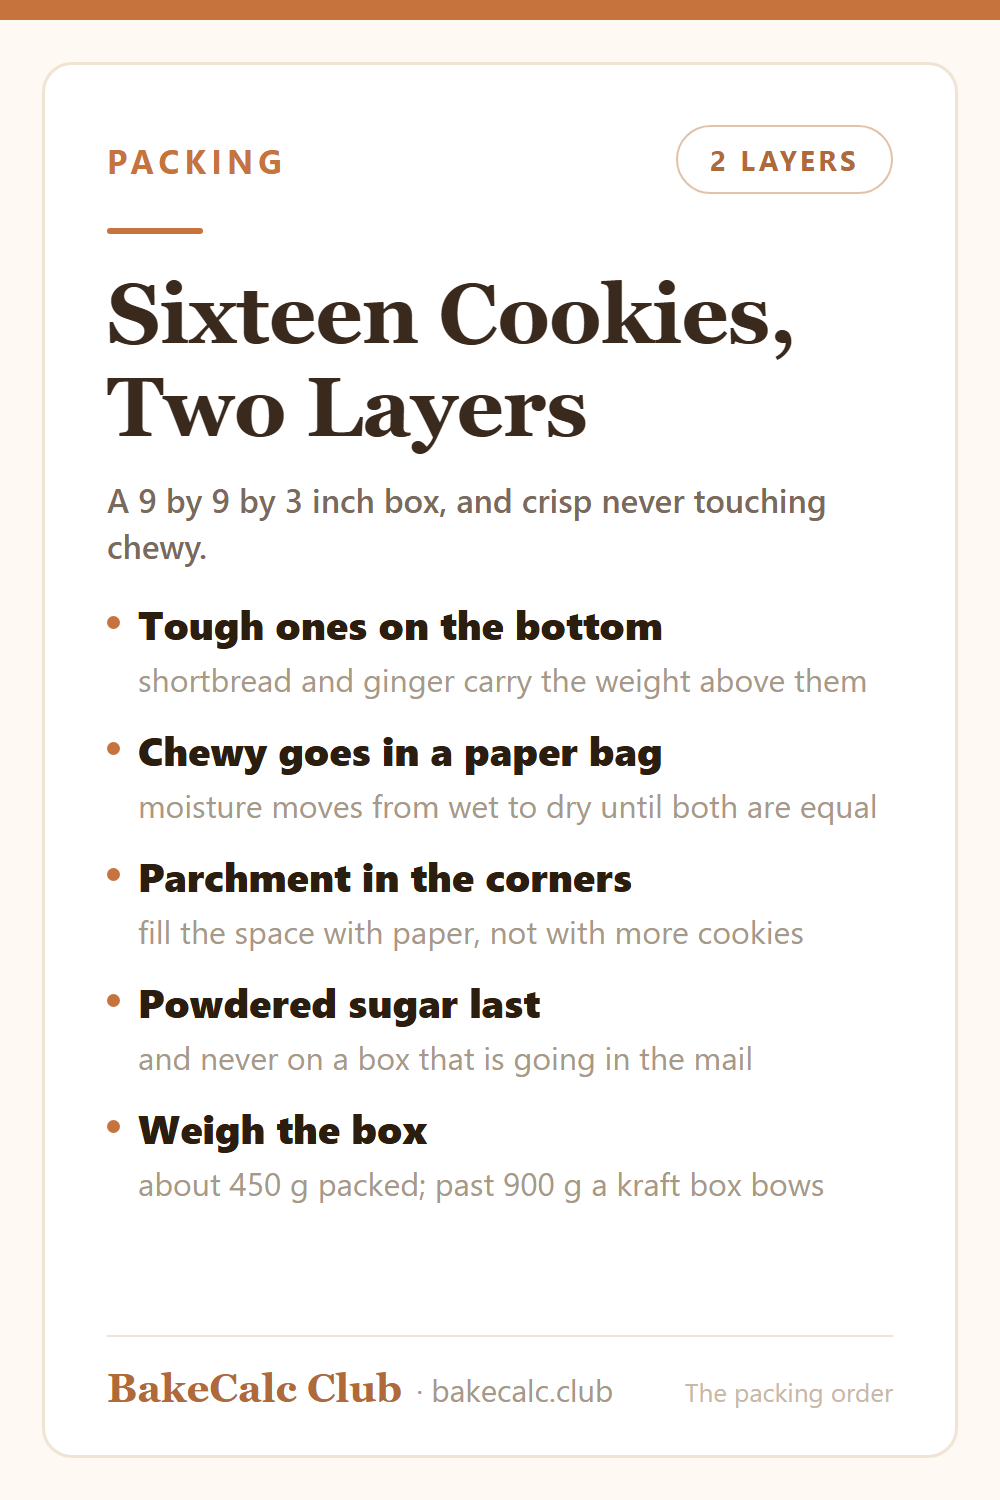 PACKING
2 LAYERS
Sixteen Cookies,
Two Layers
A 9 by 9 by 3 inch box, and crisp never touching
chewy.
Tough ones on the bottom
shortbread and ginger carry the weight above them
Chewy goes in a paper bag
moisture moves from wet to dry until both are equal
Parchment in the corners
fill the space with paper, not with more cookies
Powdered sugar last
and never on a box that is going in the mail
Weigh the box
about 450 g packed; past 900 g a kraft box bows
BakeCalc Club · bakecalc.club
The packing order